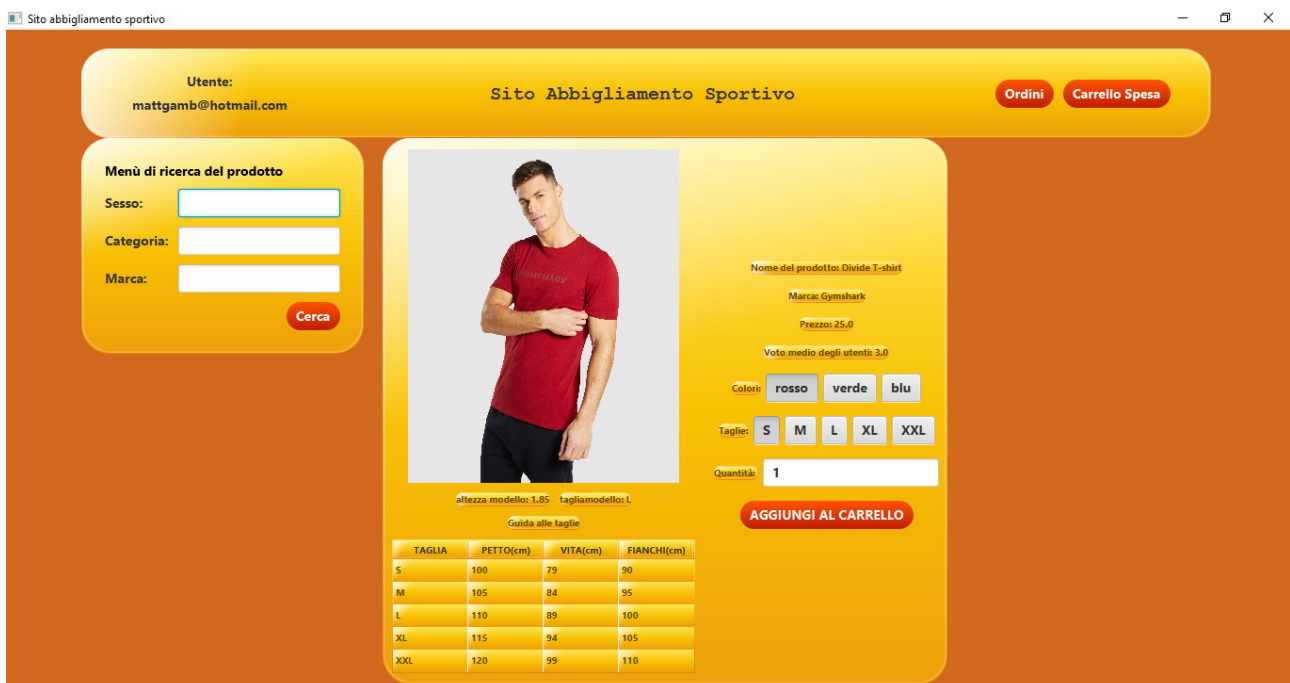 Sito abbigliamento sportivo
Utente:
mattgamb@hotmail.com
Sito Abbigliamento Sportivo
Ordini
Carrello Spesa
Menù di ricerca del prodotto
Sesso:
Categoria:
Marca:
Cerca
altezza modello: 1.85 tagliamodello: L
Guida alle taglie
TAGLIA PETTO(cm) VITA(cm) FIANCHI(cm)
S 100 79 90
M 105 84 95
L 110 89 100
XL 115 94 105
XXL 120 99 110
Nome del prodotto: Divide T-shirt
Marca: Gymshark
Prezzo: 25.0
Voto medio degli utenti: 3.0
Colori: rosso verde blu
Taglie: S M L XL XXL
Quantità: 1
AGGIUNGI AL CARRELLO